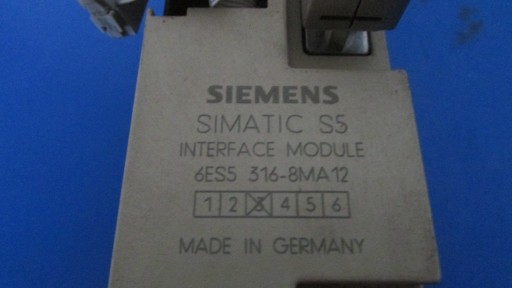 SIEMENS
SIMATIC S5
INTERFACE MODULE
6ES5 316-8MA12
1 2 3 4 5 6
MADE IN GERMANY